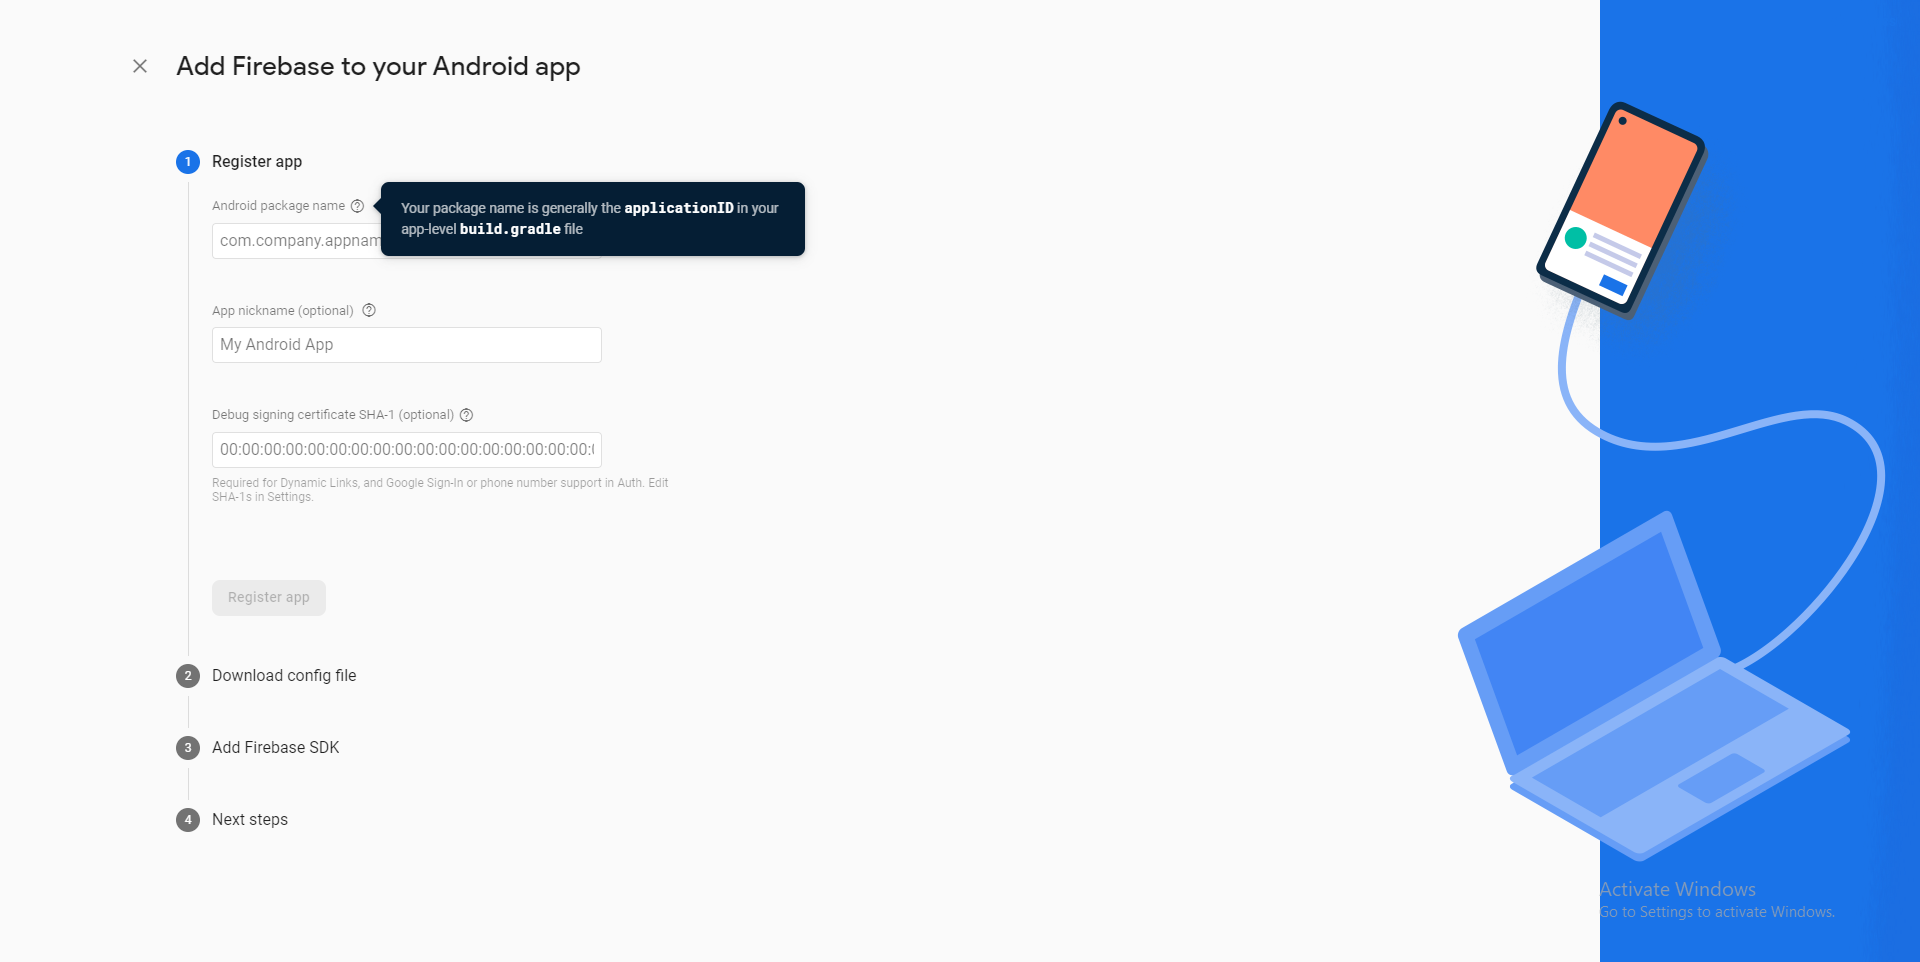 Add Firebase to your Android app
1 Register app
Android package name
Your package name is generally the applicationID in your
app-level build.gradle file
com.company.appnam
App nickname (optional)
My Android App
Debug signing certificate SHA-1 (optional)
00:00:00:00:00:00:00:00:00:00:00:00:00:00:00:00:00:
Required for Dynamic Links, and Google Sign-In or phone number support in Auth. Edit
SHA-1s in Settings.
Register app
2 Download config file
3 Add Firebase SDK
4 Next steps
Activate Windows
Go to Settings to activate Windows.